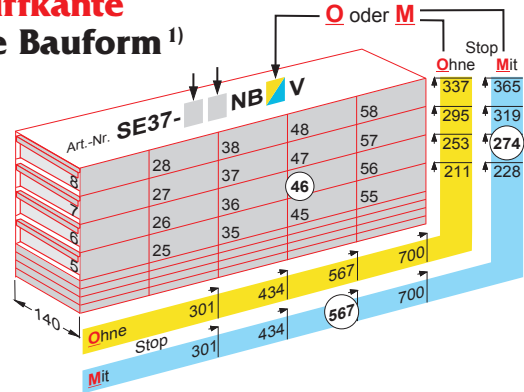 iffkante
e Bauform 1)
O oder M
Stop
Ohne Mit
Art.-Nr. SE37- NB V
337 365
295 319
253 274
211 228
8 28 38 48 58
7 27 37 47 57
6 26 36 46 56
5 25 35 45 55
140
Ohne 301 434 567 700
Stop
Mit 301 434 567 700